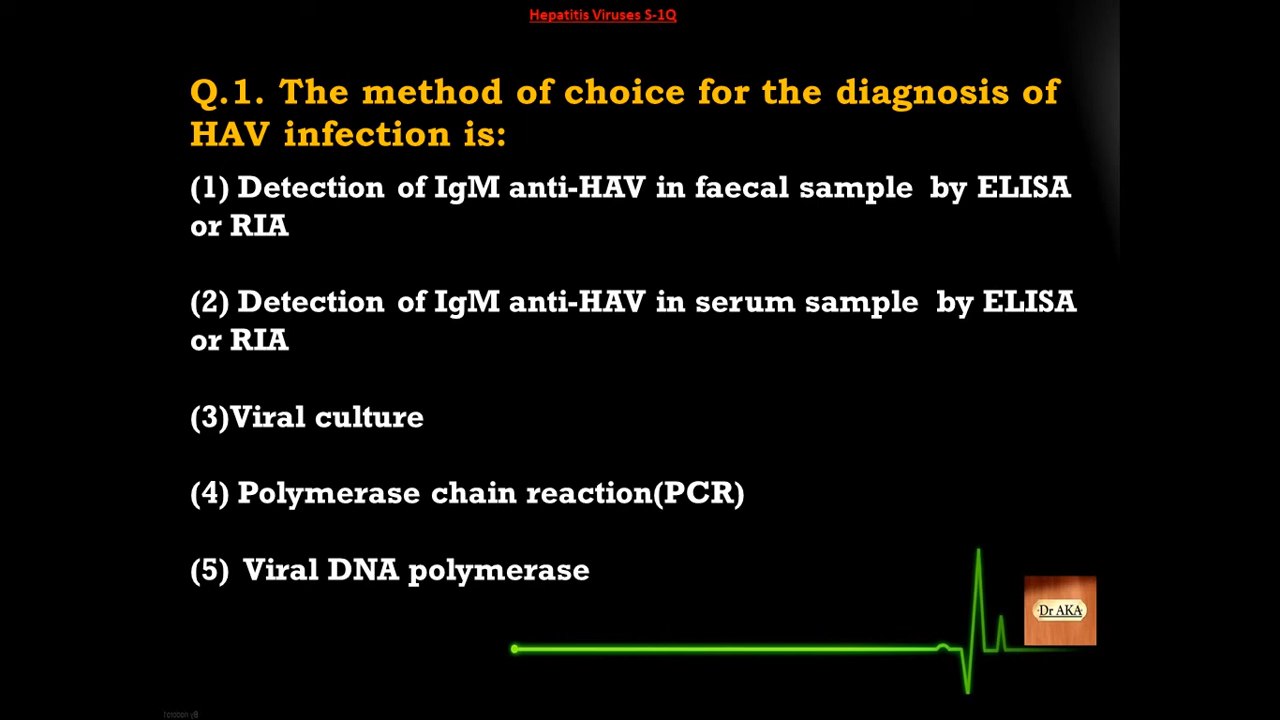 Hepatitis Viruses S-1Q
Q.1. The method of choice for the diagnosis of
HAV infection is:
(1) Detection of IgM anti-HAV in faecal sample by ELISA
or RIA
(2) Detection of IgM anti-HAV in serum sample by ELISA
or RIA
(3)Viral culture
(4) Polymerase chain reaction(PCR)
(5) Viral DNA polymerase
Dr AKA